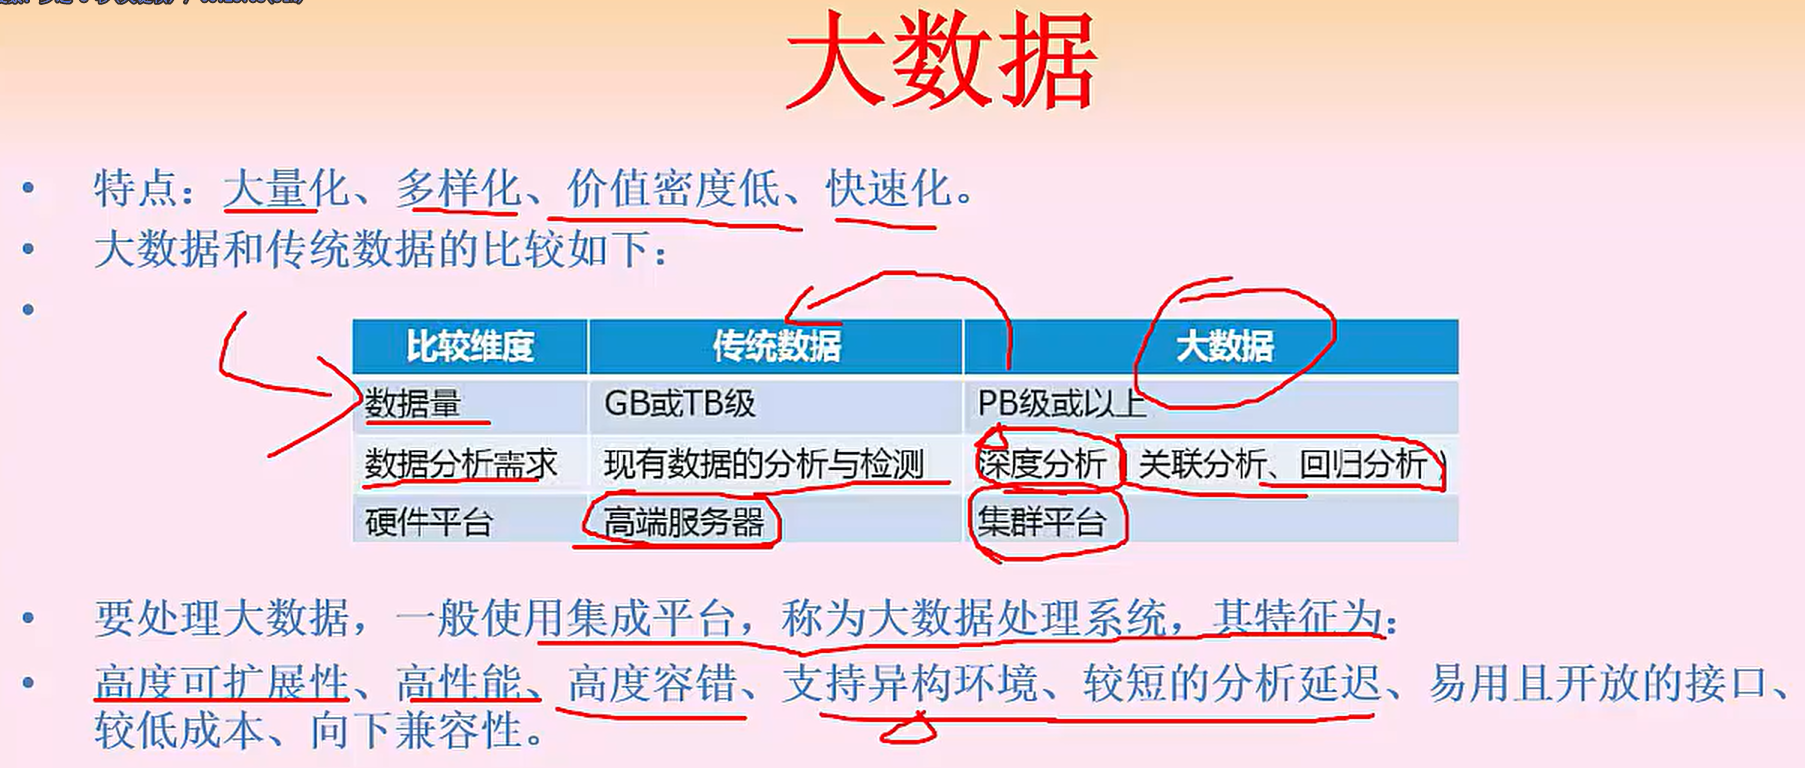 大数据
特点：大量化、多样化、价值密度低、快速化。
大数据和传统数据的比较如下：
比较维度 传统数据 大数据
数据量 GB或TB级 PB级或以上
数据分析需求 现有数据的分析与检测 深度分析 关联分析、回归分析）
硬件平台 高端服务器 集群平台
要处理大数据，一般使用集成平台，称为大数据处理系统，其特征为：
高度可扩展性、高性能、高度容错、支持异构环境、较短的分析延迟、易用且开放的接口、
较低成本、向下兼容性。